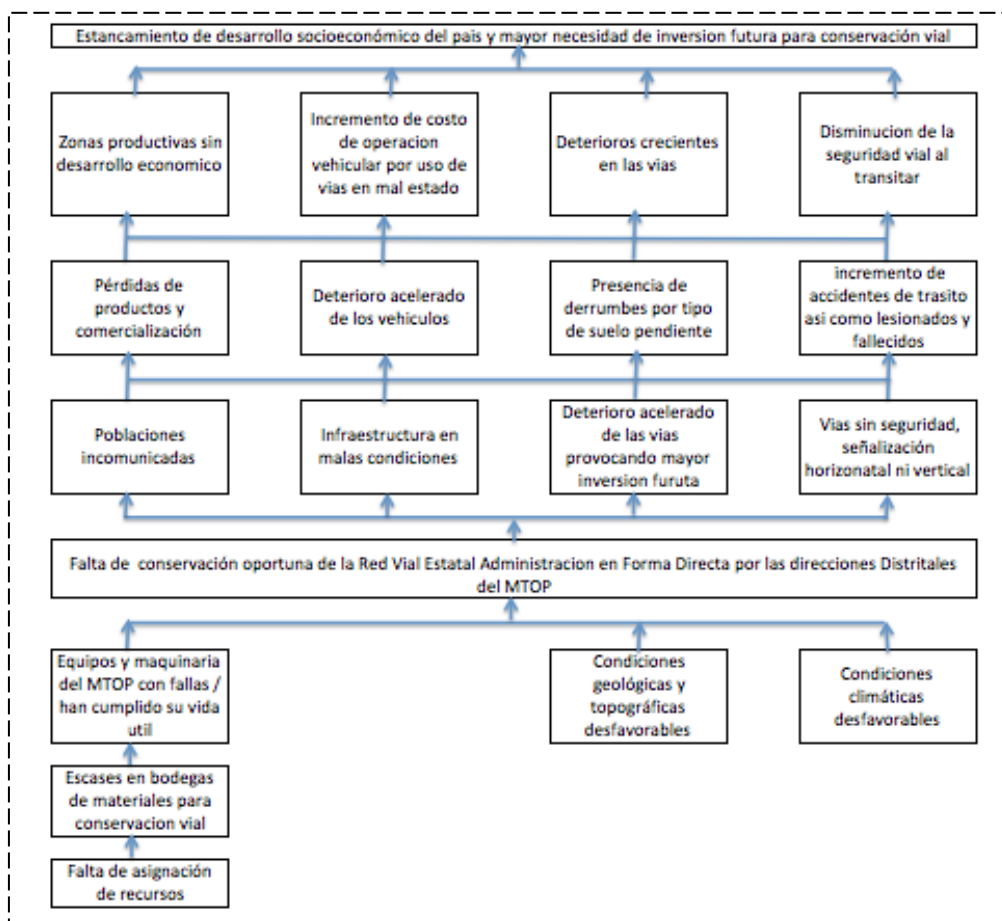 Estancamiento de desarrollo socioeconómico del pais y mayor necesidad de inversion futura para conservación vial
Zonas productivas sin
desarrollo economico
Incremento de costo
de operacion
vehicular por uso de
vias en mal estado
Deterioros crecientes
en las vias
Disminucion de la
seguridad vial al
transitar
Pérdidas de
productos y
comercialización
Deterioro acelerado
de los vehiculos
Presencia de
derrumbes por tipo
de suelo pendiente
incremento de
accidentes de trasito
asi como lesionados y
fallecidos
Poblaciones
incomunicadas
Infraestructura en
malas condiciones
Deterioro acelerado
de las vias
provocando mayor
inversion furuta
Vias sin seguridad,
señalización
horizonatal ni vertical
Falta de conservación oportuna de la Red Vial Estatal Administracion en Forma Directa por las direcciones Distritales
del MTOP
Equipos y maquinaria
del MTOP con fallas /
han cumplido su vida
util
Condiciones
geológicas y
topográficas
desfavorables
Condiciones
climáticas
desfavorables
Escases en bodegas
de materiales para
conservacion vial
Falta de asignación
de recursos